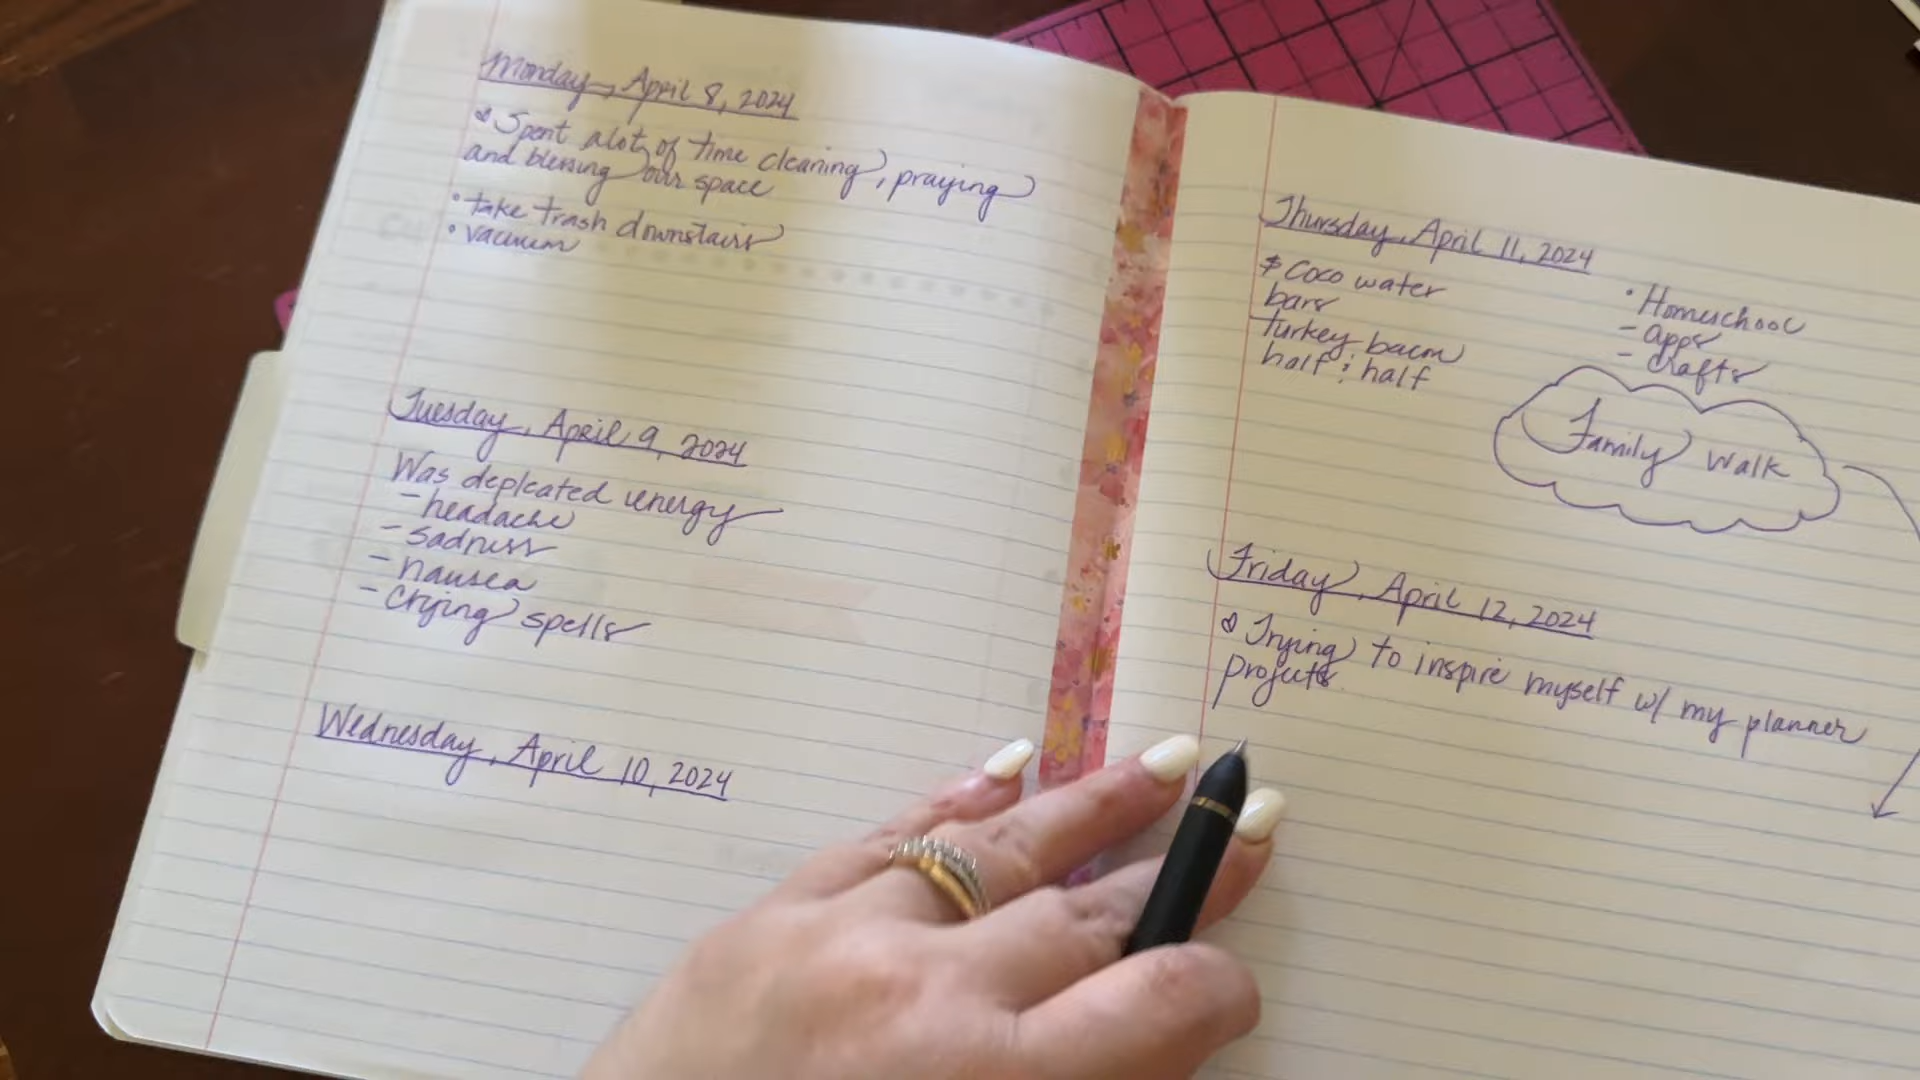 Monday, April 8, 2024
Spent alot of time cleaning, praying
and blessing our space
• take trash downstairs
• vacuum
Tuesday, April 9, 2024
Was depleated energy
- headache
- sadness
- nausea
- crying spells
Wednesday, April 10, 2024
Thursday, April 11, 2024
$ Coco water
bars
turkey bacon
half & half
• Homeschool
- apps
- crafts
Family walk
Friday, April 12, 2024
Trying to inspire myself w/ my planner
projects